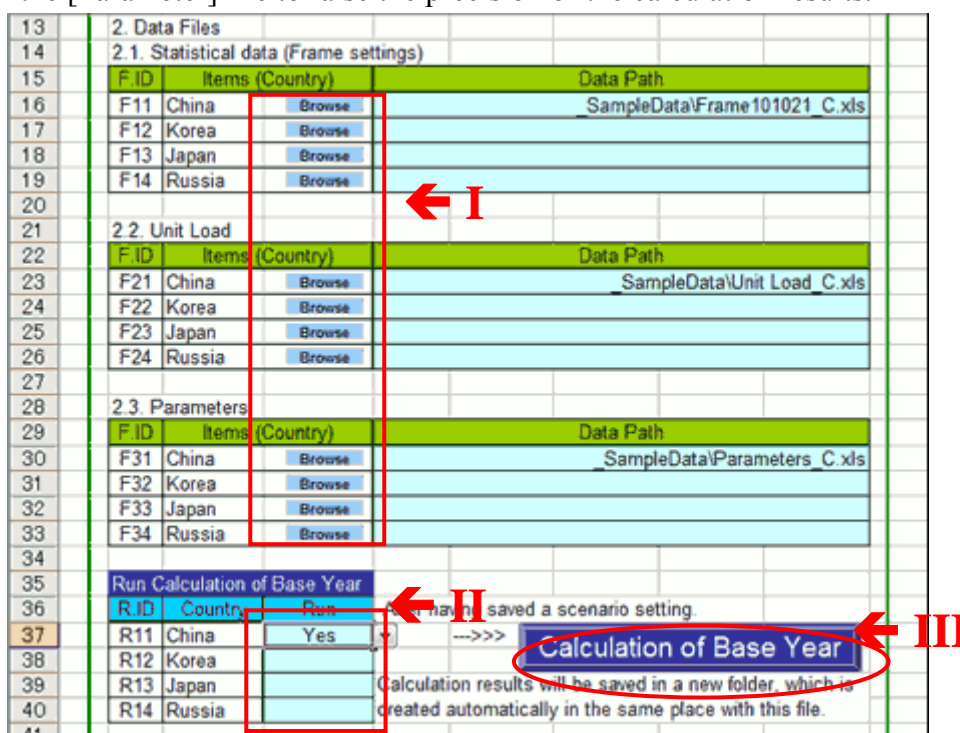 13 2. Data Files
14 2.1. Statistical data (Frame settings)
15 F.ID Items (Country) Data Path
16 F11 China Browse _SampleData\Frame101021_C.xls
17 F12 Korea Browse
18 F13 Japan Browse
19 F14 Russia Browse
20 I
21 2.2. Unit Load
22 F.ID Items (Country) Data Path
23 F21 China Browse _SampleData\Unit Load_C.xls
24 F22 Korea Browse
25 F23 Japan Browse
26 F24 Russia Browse
27
28 2.3. Parameters
29 F.ID Items (Country) Data Path
30 F31 China Browse _SampleData\Parameters_C.xls
31 F32 Korea Browse
32 F33 Japan Browse
33 F34 Russia Browse
34
35 Run Calculation of Base Year
36 R.ID Country Run II having saved a scenario setting.
37 R11 China Yes --->>> Calculation of Base Year III
38 R12 Korea
39 R13 Japan Calculation results will be saved in a new folder, which is
40 R14 Russia created automatically in the same place with this file.